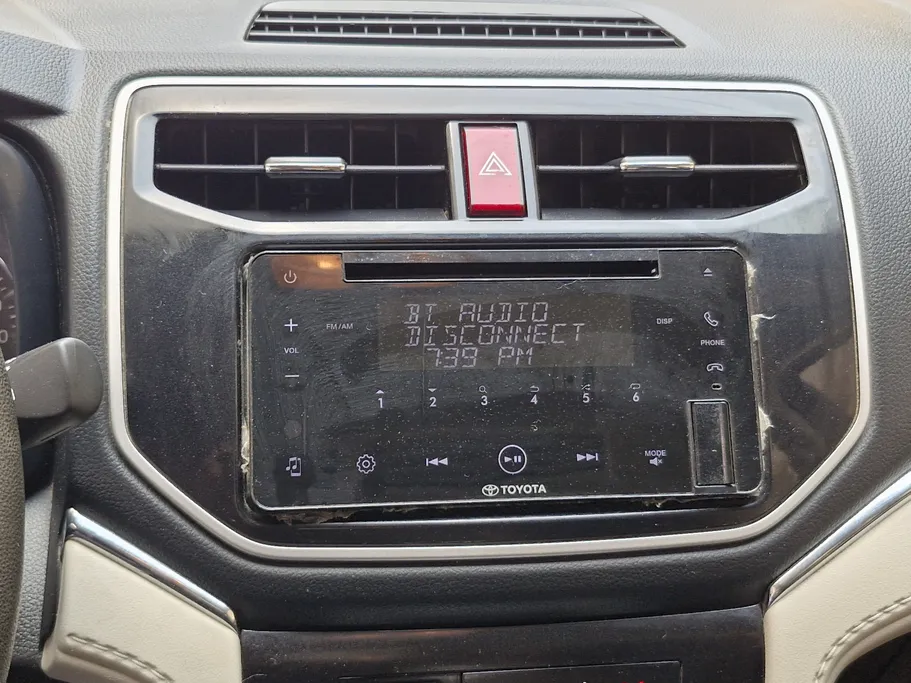 BT AUDIO
FM/AM
DISP
DISCONNECT
VOL
PHONE
7:39 PM
1 2 3 4 5 6
MODE
TOYOTA